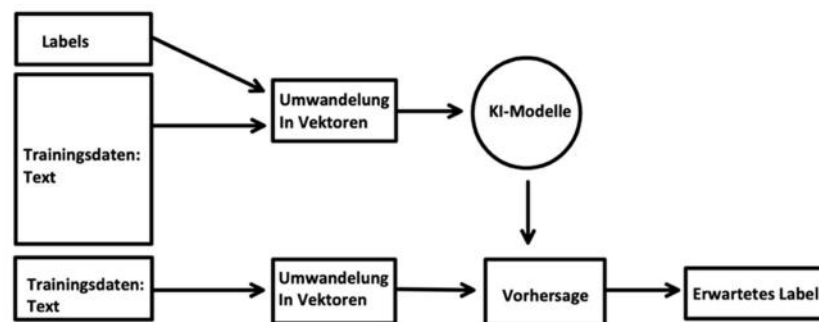 Labels
Trainingsdaten:
Text
Umwandelung
In Vektoren
KI-Modelle
Trainingsdaten:
Text
Umwandelung
In Vektoren
Vorhersage
Erwartetes Label